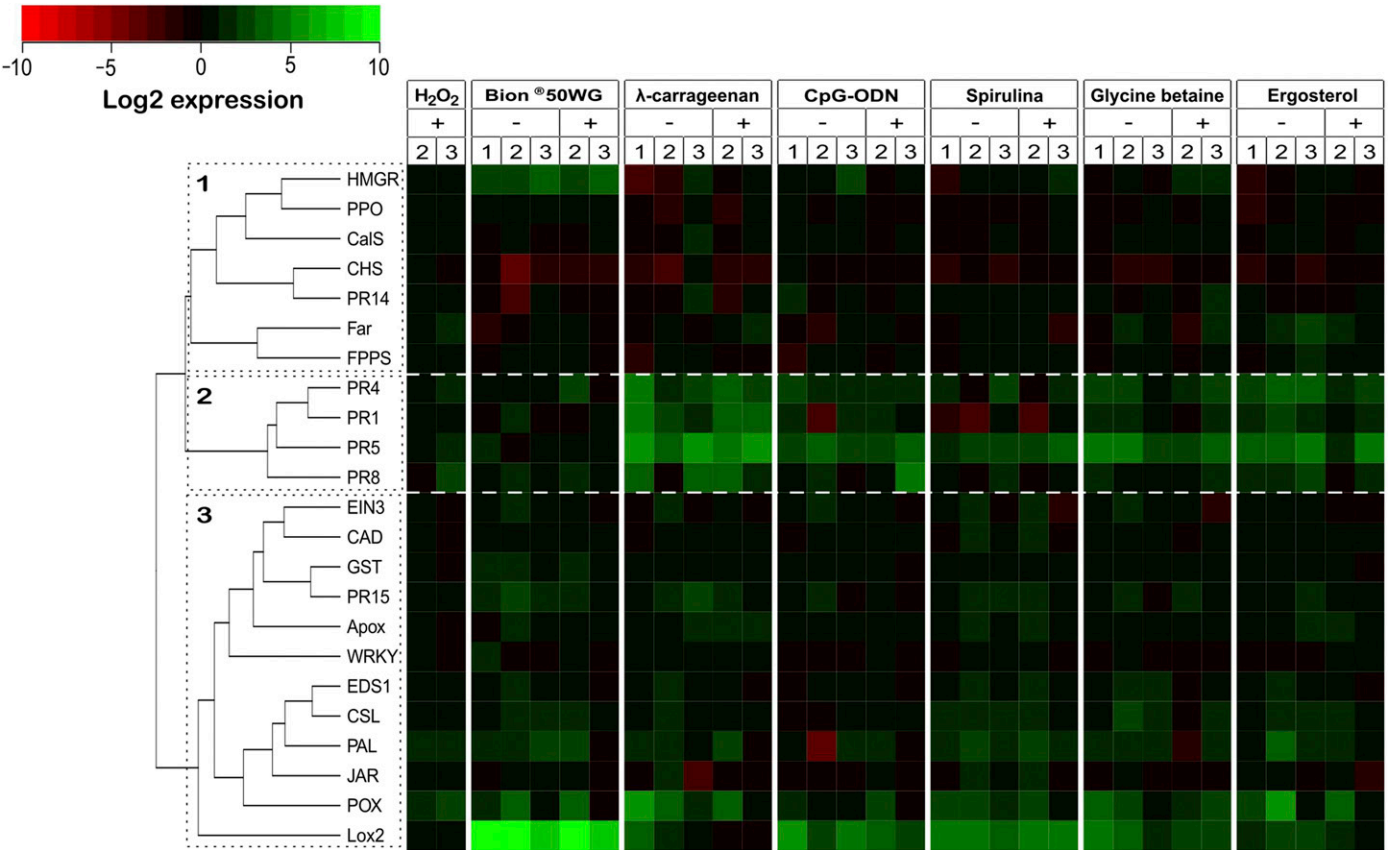 -10 -5 0 5 10
Log2 expression
H₂O₂ Bion ®50WG λ-carrageenan CpG-ODN Spirulina Glycine betaine Ergosterol
+ - + - + - + - + - + - +
2 3 1 2 3 2 3 1 2 3 2 3 1 2 3 2 3 1 2 3 2 3 1 2 3 2 3 1 2 3 2 3
1 HMGR
PPO
CalS
CHS
PR14
Far
FPPS
2 PR4
PR1
PR5
PR8
3 EIN3
CAD
GST
PR15
Apox
WRKY
EDS1
CSL
PAL
JAR
POX
Lox2